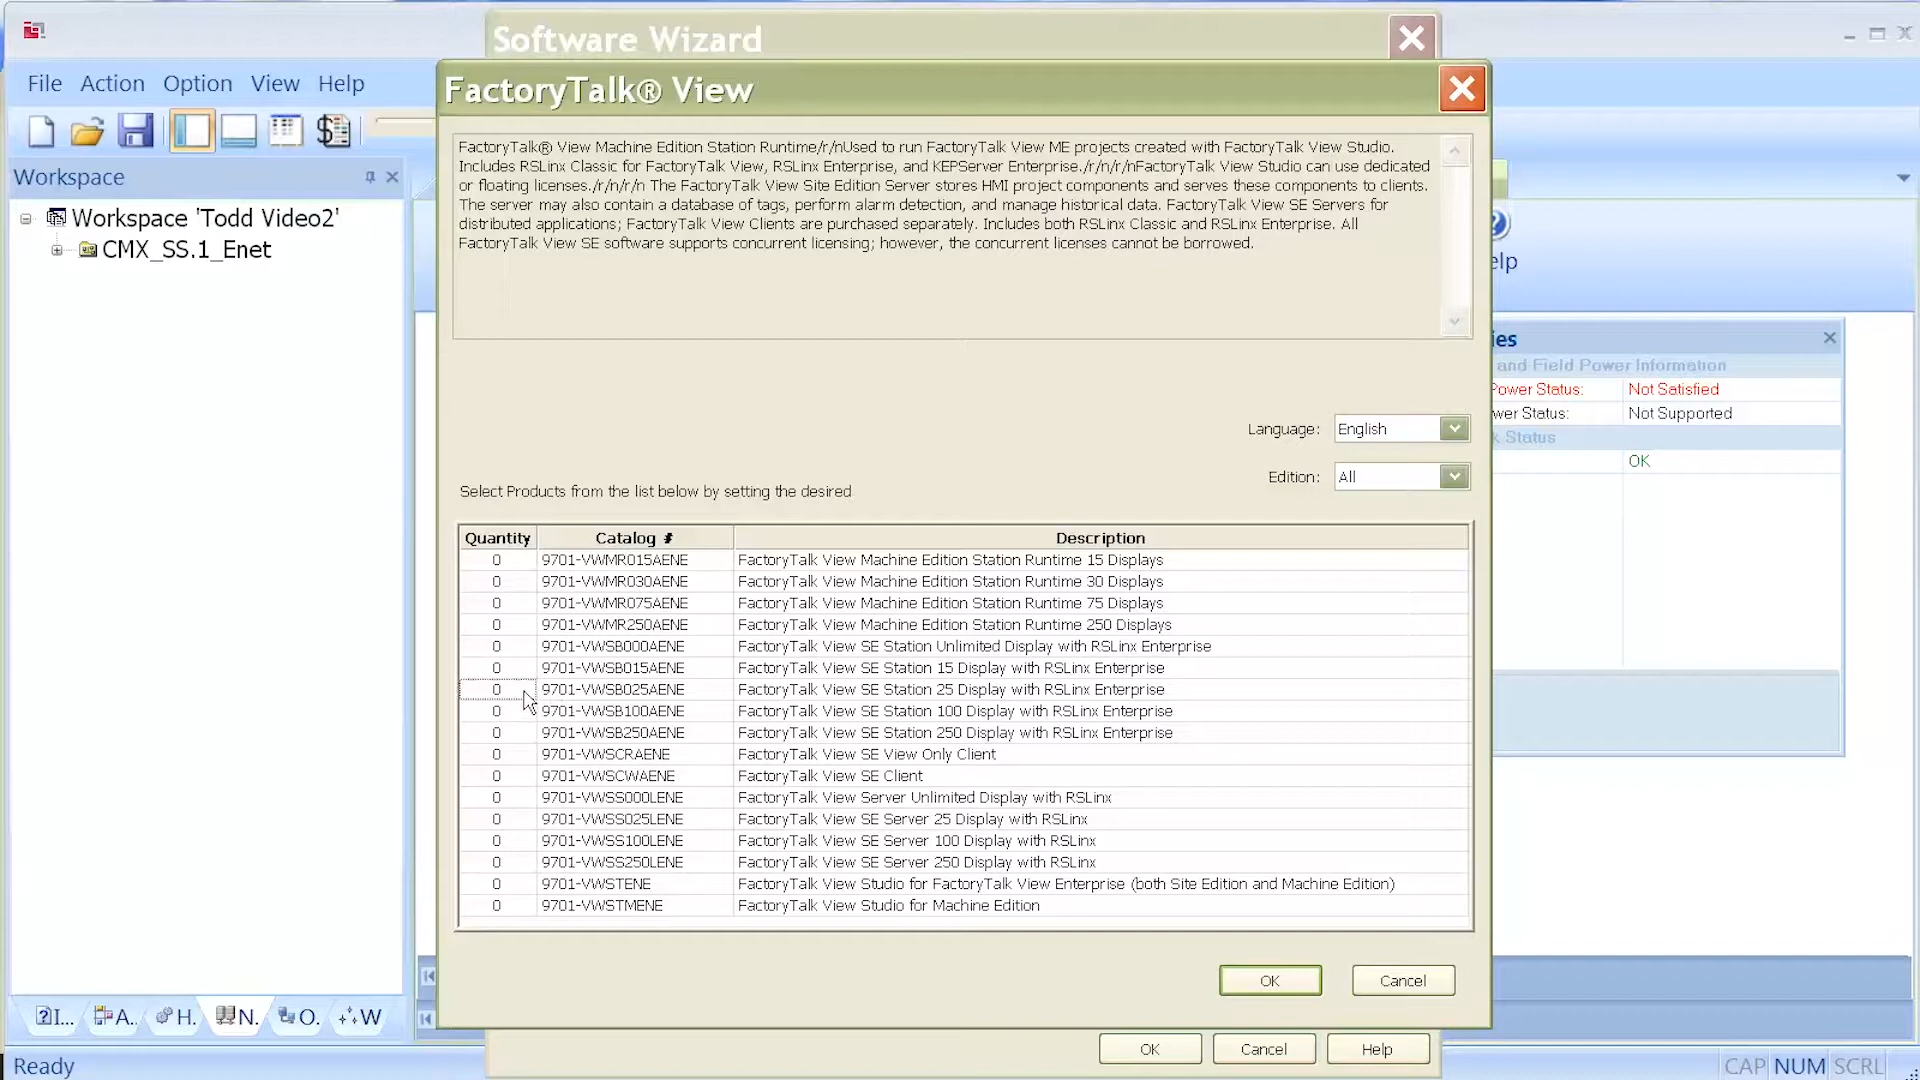 Software Wizard
FactoryTalk® View
File Action Option View Help
Workspace
Workspace 'Todd Video2'
CMX_SS.1_Enet
FactoryTalk® View Machine Edition Station Runtime/r/nUsed to run FactoryTalk View ME projects created with FactoryTalk View Studio.
Includes RSLinx Classic for FactoryTalk View, RSLinx Enterprise, and KEPServer Enterprise./r/n/r/nFactoryTalk View Studio can use dedicated
or floating licenses./r/n/r/n The FactoryTalk View Site Edition Server stores HMI project components and serves these components to clients.
The server may also contain a database of tags, perform alarm detection, and manage historical data. FactoryTalk View SE Servers for
distributed applications; FactoryTalk View Clients are purchased separately. Includes both RSLinx Classic and RSLinx Enterprise. All
FactoryTalk View SE software supports concurrent licensing; however, the concurrent licenses cannot be borrowed.
elp
ies
and Field Power Information
Power Status: Not Satisfied
wer Status: Not Supported
k Status
OK
Language: English
Edition: All
Select Products from the list below by setting the desired
Quantity Catalog # Description
0 9701-VWMR015AENE FactoryTalk View Machine Edition Station Runtime 15 Displays
0 9701-VWMR030AENE FactoryTalk View Machine Edition Station Runtime 30 Displays
0 9701-VWMR075AENE FactoryTalk View Machine Edition Station Runtime 75 Displays
0 9701-VWMR250AENE FactoryTalk View Machine Edition Station Runtime 250 Displays
0 9701-VWSB000AENE FactoryTalk View SE Station Unlimited Display with RSLinx Enterprise
0 9701-VWSB015AENE FactoryTalk View SE Station 15 Display with RSLinx Enterprise
0 9701-VWSB025AENE FactoryTalk View SE Station 25 Display with RSLinx Enterprise
0 9701-VWSB100AENE FactoryTalk View SE Station 100 Display with RSLinx Enterprise
0 9701-VWSB250AENE FactoryTalk View SE Station 250 Display with RSLinx Enterprise
0 9701-VWSCRAENE FactoryTalk View SE View Only Client
0 9701-VWSCWAENE FactoryTalk View SE Client
0 9701-VWSS000LENE FactoryTalk View Server Unlimited Display with RSLinx
0 9701-VWSS025LENE FactoryTalk View SE Server 25 Display with RSLinx
0 9701-VWSS100LENE FactoryTalk View SE Server 100 Display with RSLinx
0 9701-VWSS250LENE FactoryTalk View SE Server 250 Display with RSLinx
0 9701-VWSTENE FactoryTalk View Studio for FactoryTalk View Enterprise (both Site Edition and Machine Edition)
0 9701-VWSTMENE FactoryTalk View Studio for Machine Edition
OK Cancel
I... A.. H. N. O. W
OK Cancel Help
Ready
CAP NUM SCRL